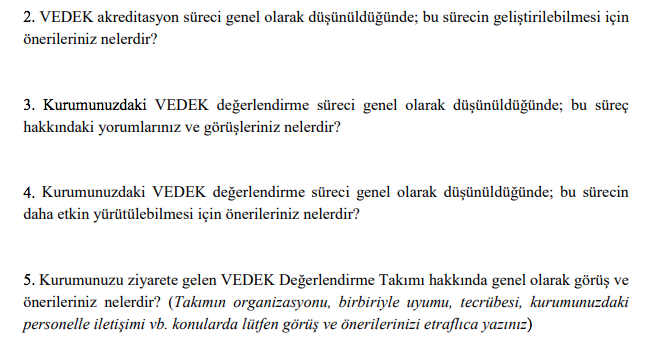 2. VEDEK akreditasyon süreci genel olarak düşünüldüğünde; bu sürecin geliştirilebilmesi için
önerileriniz nelerdir?
3. Kurumunuzdaki VEDEK değerlendirme süreci genel olarak düşünüldüğünde; bu süreç
hakkındaki yorumlarınız ve görüşleriniz nelerdir?
4. Kurumunuzdaki VEDEK değerlendirme süreci genel olarak düşünüldüğünde; bu sürecin
daha etkin yürütülebilmesi için önerileriniz nelerdir?
5. Kurumunuzu ziyarete gelen VEDEK Değerlendirme Takımı hakkında genel olarak görüş ve
önerileriniz nelerdir? (Takımın organizasyonu, birbiriyle uyumu, tecrübesi, kurumunuzdaki
personelle iletişimi vb. konularda lütfen görüş ve önerilerinizi etraflıca yazınız)